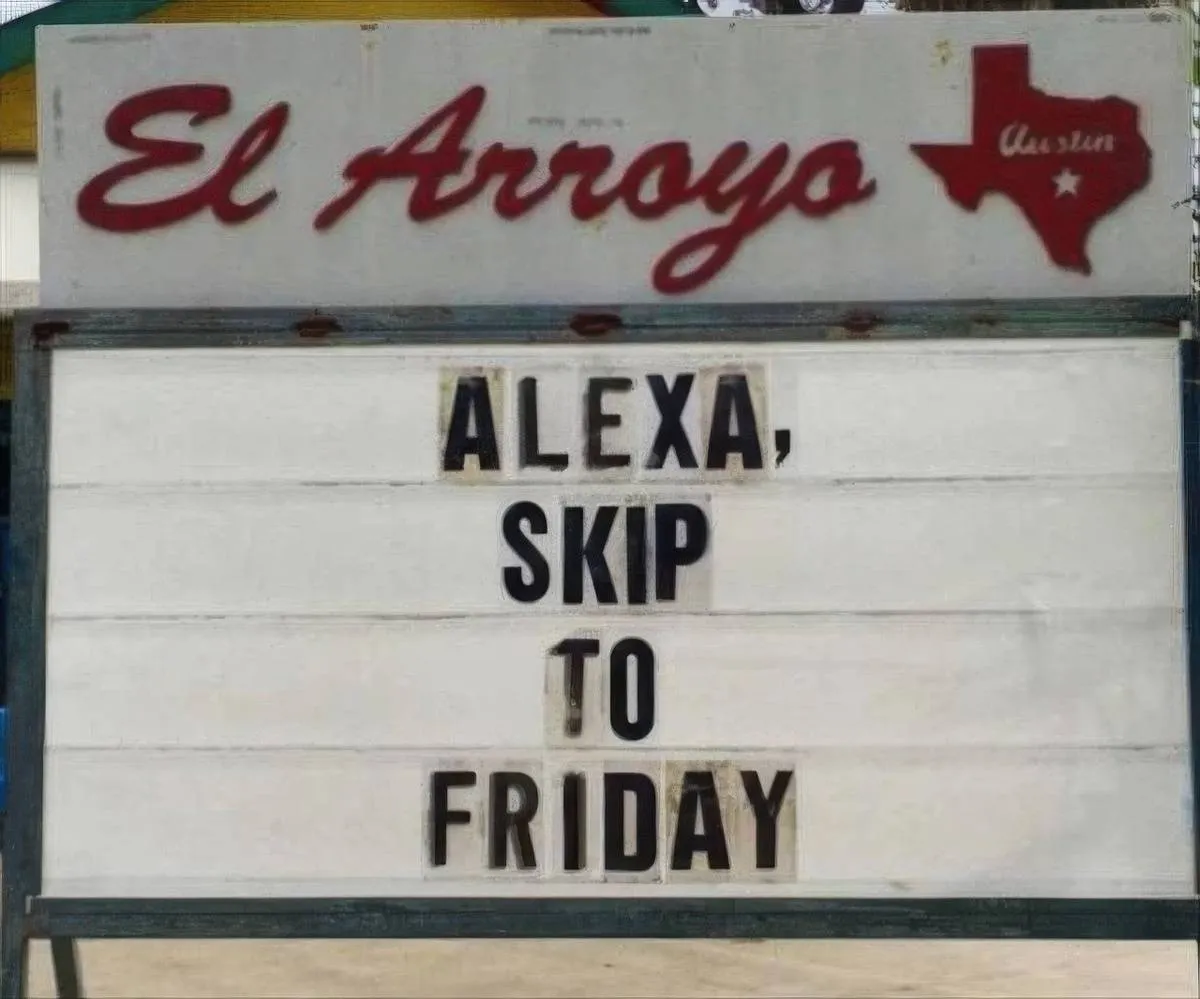 El Arroyo
Austin
ALEXA,
SKIP
TO
FRIDAY